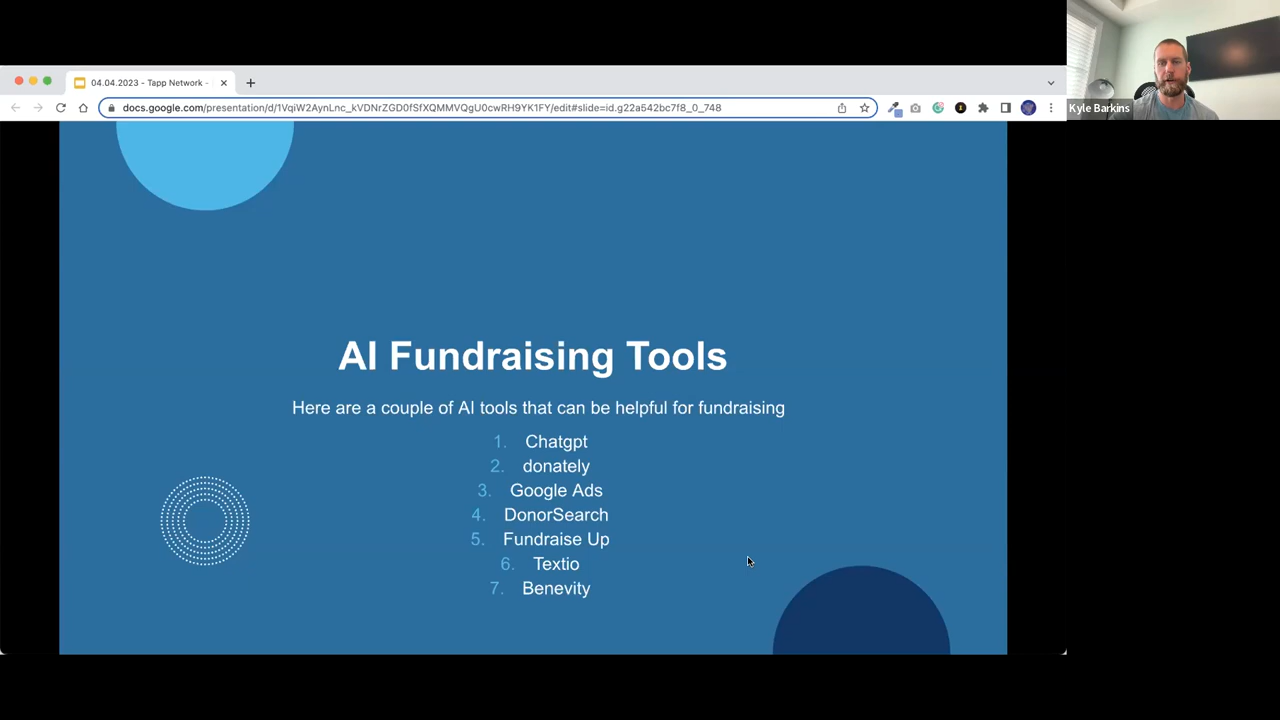 04.04.2023 - Tapp Network -
docs.google.com/presentation/d/1VqiW2AynLnc_kVDNrZGD0fSfXQMMVQgU0cwRH9YK1FY/edit#slide=id.g22a542bc7f8_0_748
Kyle Barkins
AI Fundraising Tools
Here are a couple of AI tools that can be helpful for fundraising
1. Chatgpt
2. donately
3. Google Ads
4. DonorSearch
5. Fundraise Up
6. Textio
7. Benevity